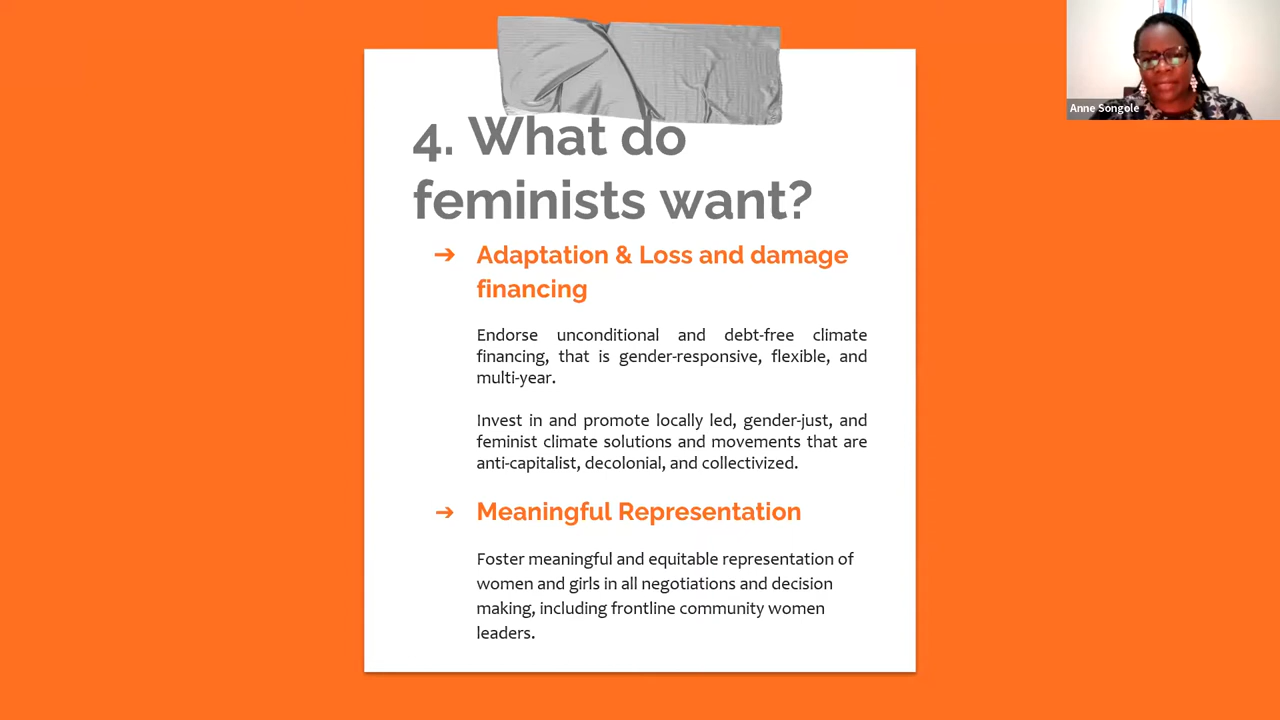 Anne Songole
4. What do
feminists want?
➔ Adaptation & Loss and damage
financing
Endorse unconditional and debt-free climate
financing, that is gender-responsive, flexible, and
multi-year.
Invest in and promote locally led, gender-just, and
feminist climate solutions and movements that are
anti-capitalist, decolonial, and collectivized.
➔ Meaningful Representation
Foster meaningful and equitable representation of
women and girls in all negotiations and decision
making, including frontline community women
leaders.